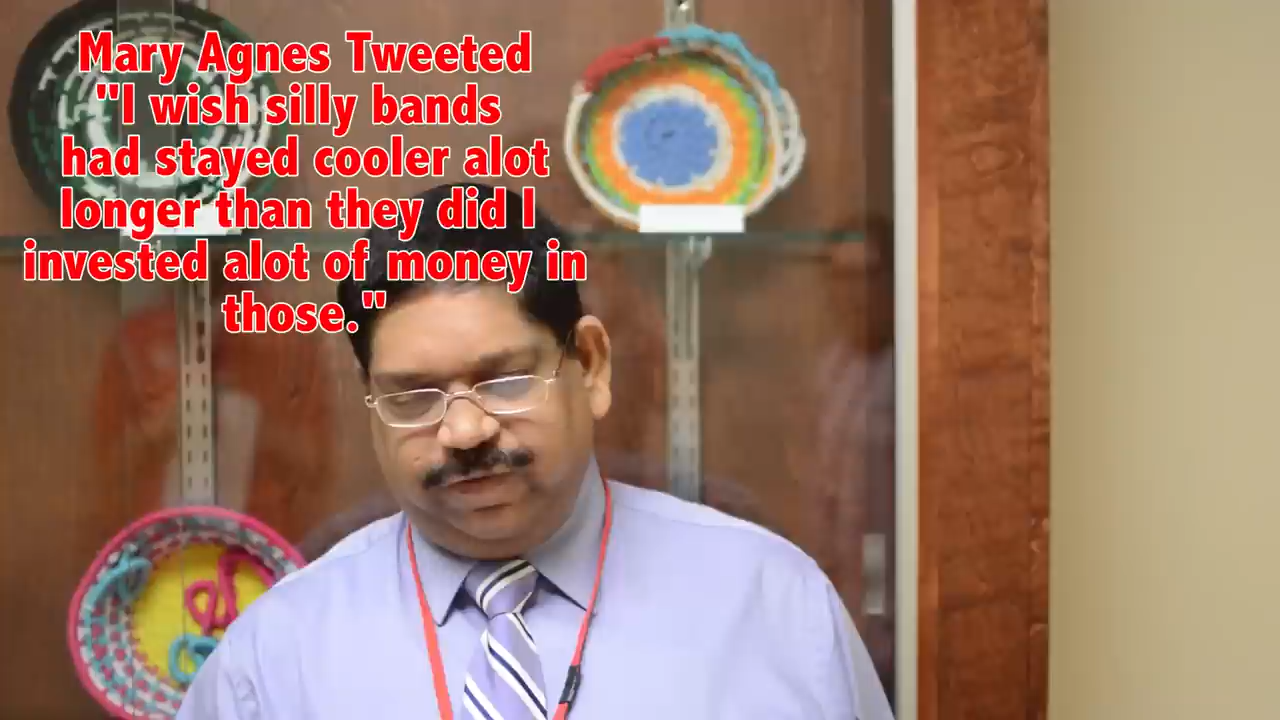 Mary Agnes Tweeted
"I wish silly bands
had stayed cooler alot
longer than they did I
invested alot of money in
those."